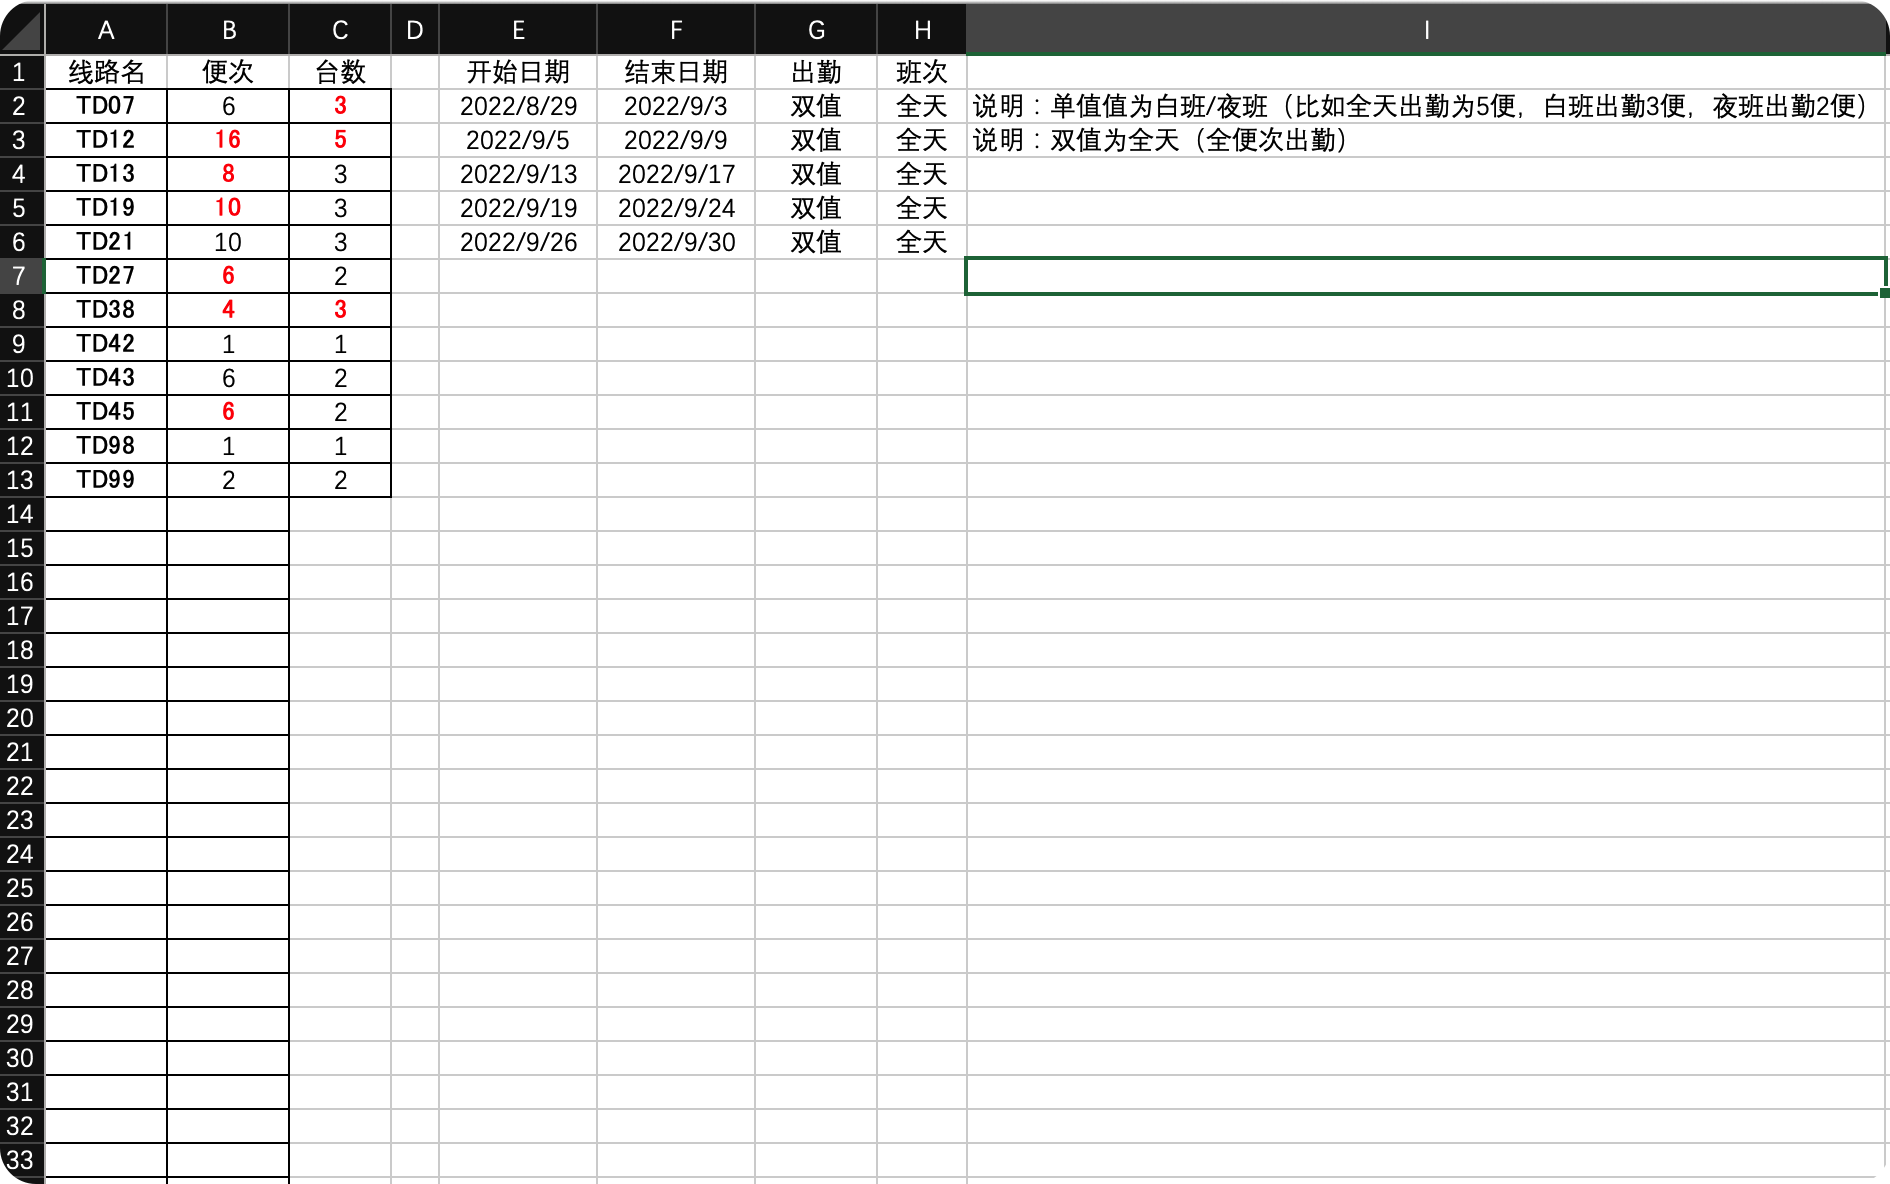 A B C D E F G H I
1 线路名 便次 台数 开始日期 结束日期 出勤 班次
2 TD07 6 3 2022/8/29 2022/9/3 双值 全天 说明：单值值为白班/夜班（比如全天出勤为5便，白班出勤3便，夜班出勤2便）
3 TD12 16 5 2022/9/5 2022/9/9 双值 全天 说明：双值为全天（全便次出勤）
4 TD13 8 3 2022/9/13 2022/9/17 双值 全天
5 TD19 10 3 2022/9/19 2022/9/24 双值 全天
6 TD21 10 3 2022/9/26 2022/9/30 双值 全天
7 TD27 6 2
8 TD38 4 3
9 TD42 1 1
10 TD43 6 2
11 TD45 6 2
12 TD98 1 1
13 TD99 2 2
14
15
16
17
18
19
20
21
22
23
24
25
26
27
28
29
30
31
32
33